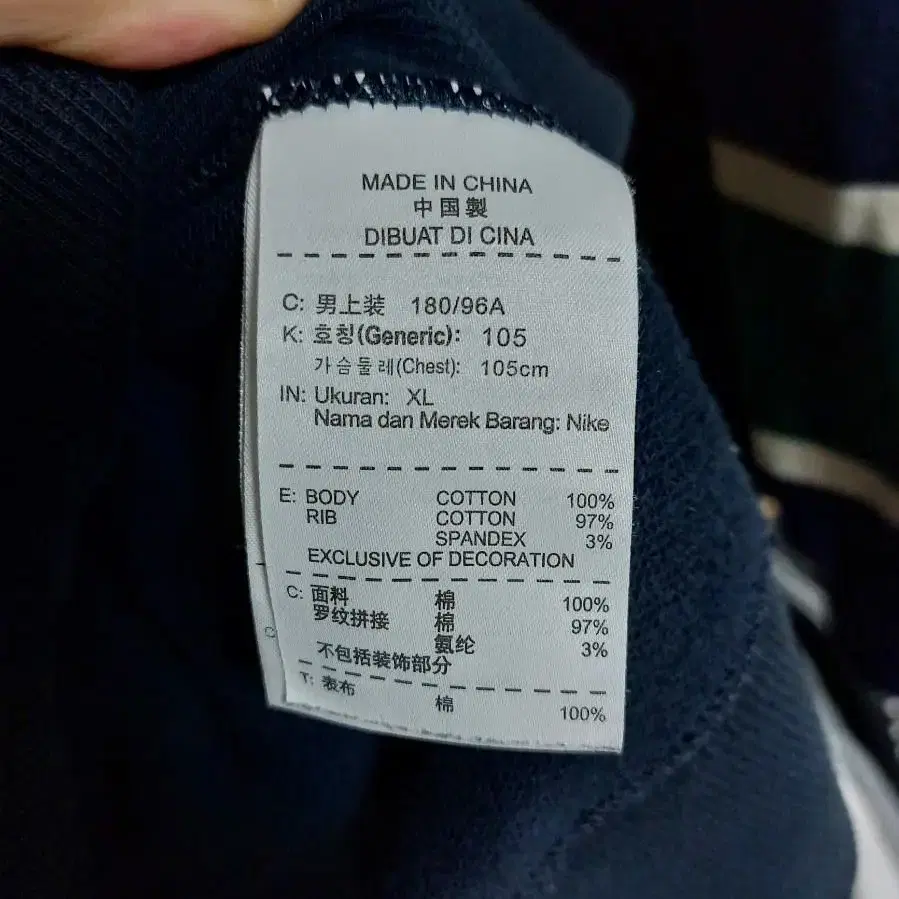 MADE IN CHINA
中国製
DIBUAT DI CINA
C: 男上装 180/96A
K: 호칭(Generic): 105
가슴둘레(Chest): 105cm
IN: Ukuran: XL
Nama dan Merek Barang: Nike
E: BODY COTTON 100%
RIB COTTON 97%
SPANDEX 3%
EXCLUSIVE OF DECORATION
C: 面料 棉 100%
罗纹拼接 棉 97%
氨纶 3%
不包括装饰部分
T: 表布 棉 100%